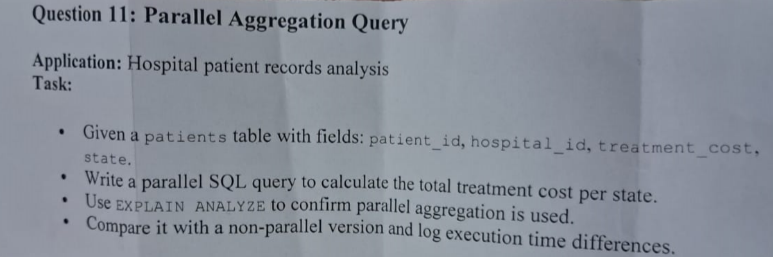 Question 11: Parallel Aggregation Query
Application: Hospital patient records analysis
Task:
• Given a patients table with fields: patient_id, hospital_id, treatment_cost,
state.
• Write a parallel SQL query to calculate the total treatment cost per state.
• Use EXPLAIN ANALYZE to confirm parallel aggregation is used.
• Compare it with a non-parallel version and log execution time differences.